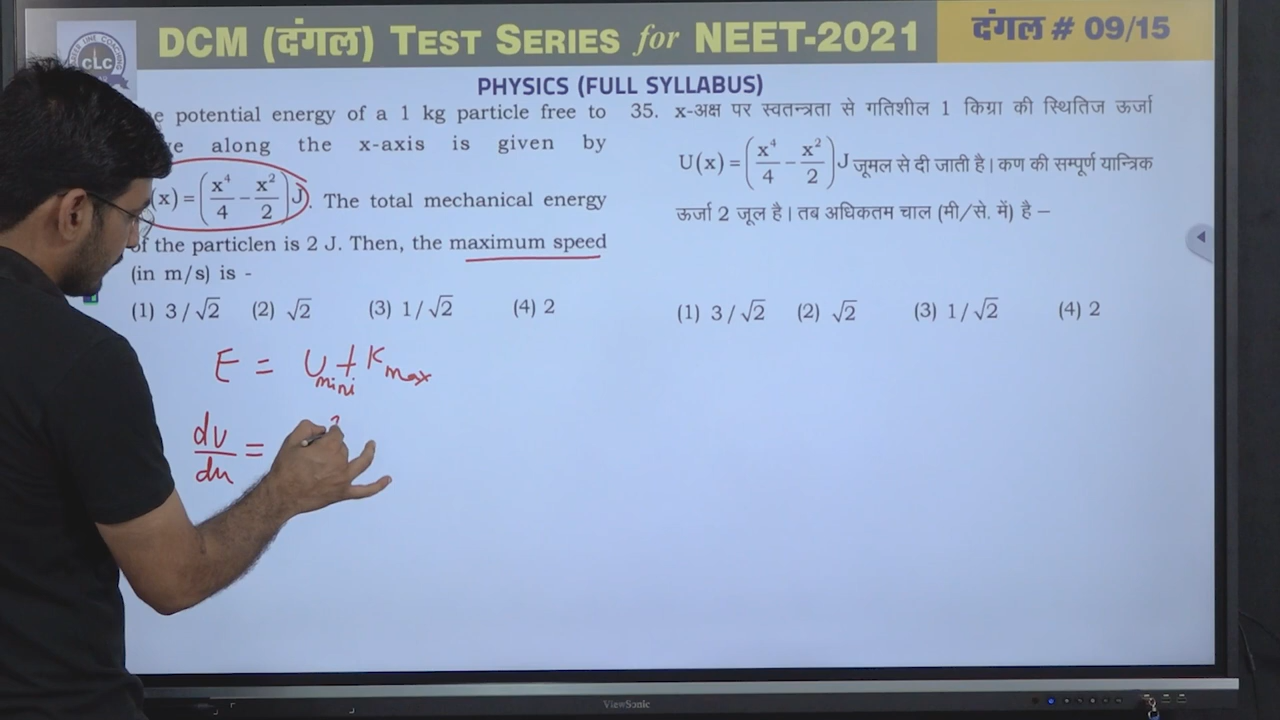 DCM (दंगल) TEST SERIES for NEET-2021
दंगल # 09/15
CLC
PHYSICS (FULL SYLLABUS)
potential energy of a 1 kg particle free to
along the x-axis is given by
(x) = (x⁴/4 − x²/2) J. The total mechanical energy
of the particlen is 2 J. Then, the maximum speed
(in m/s) is -
(1) 3/√2 (2) √2 (3) 1/√2 (4) 2
35. x-अक्ष पर स्वतन्त्रता से गतिशील 1 किग्रा की स्थितिज ऊर्जा
U(x) = (x⁴/4 − x²/2) J जूमल से दी जाती है। कण की सम्पूर्ण यान्त्रिक
ऊर्जा 2 जूल है। तब अधिकतम चाल (मी/से. में) है –
(1) 3/√2 (2) √2 (3) 1/√2 (4) 2
E = U mini + K max
dv/dx =
ViewSonic